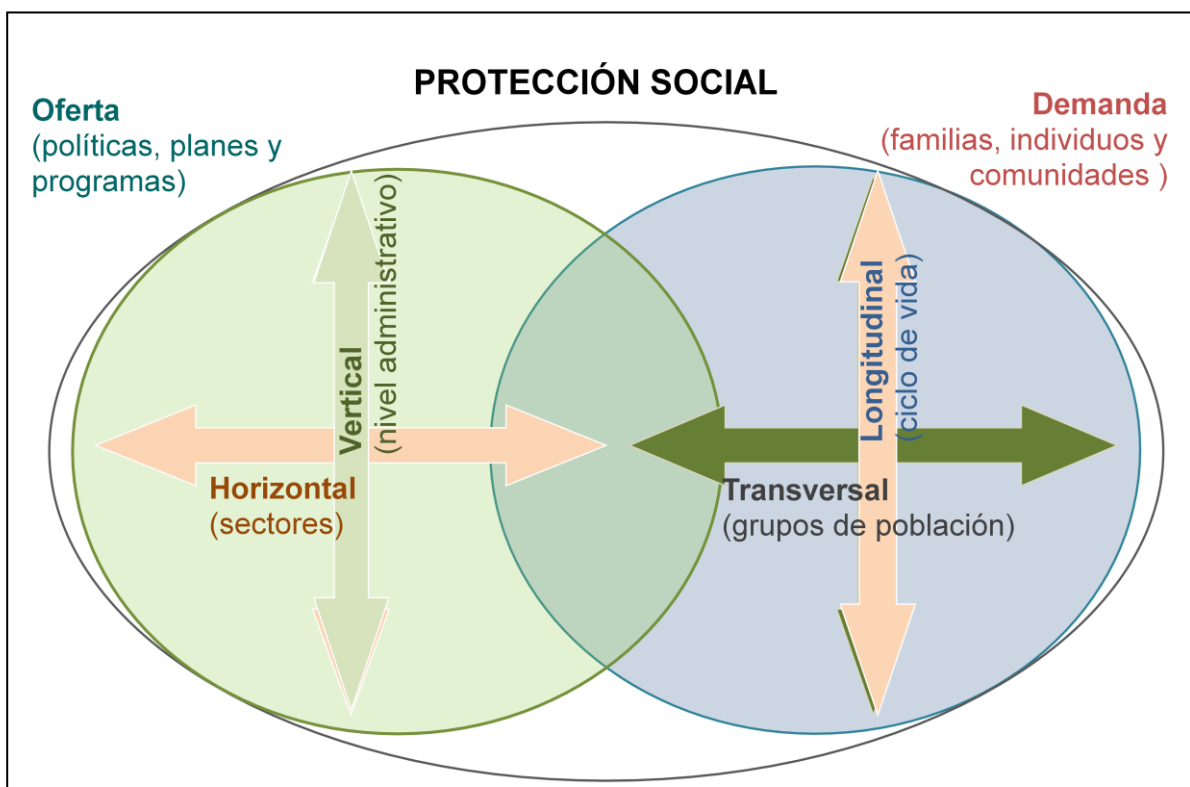 PROTECCIÓN SOCIAL
Oferta
(políticas, planes y
programas)
Demanda
(familias, individuos y
comunidades )
Vertical
(nivel administrativo)
Horizontal
(sectores)
Longitudinal
(ciclo de vida)
Transversal
(grupos de población)